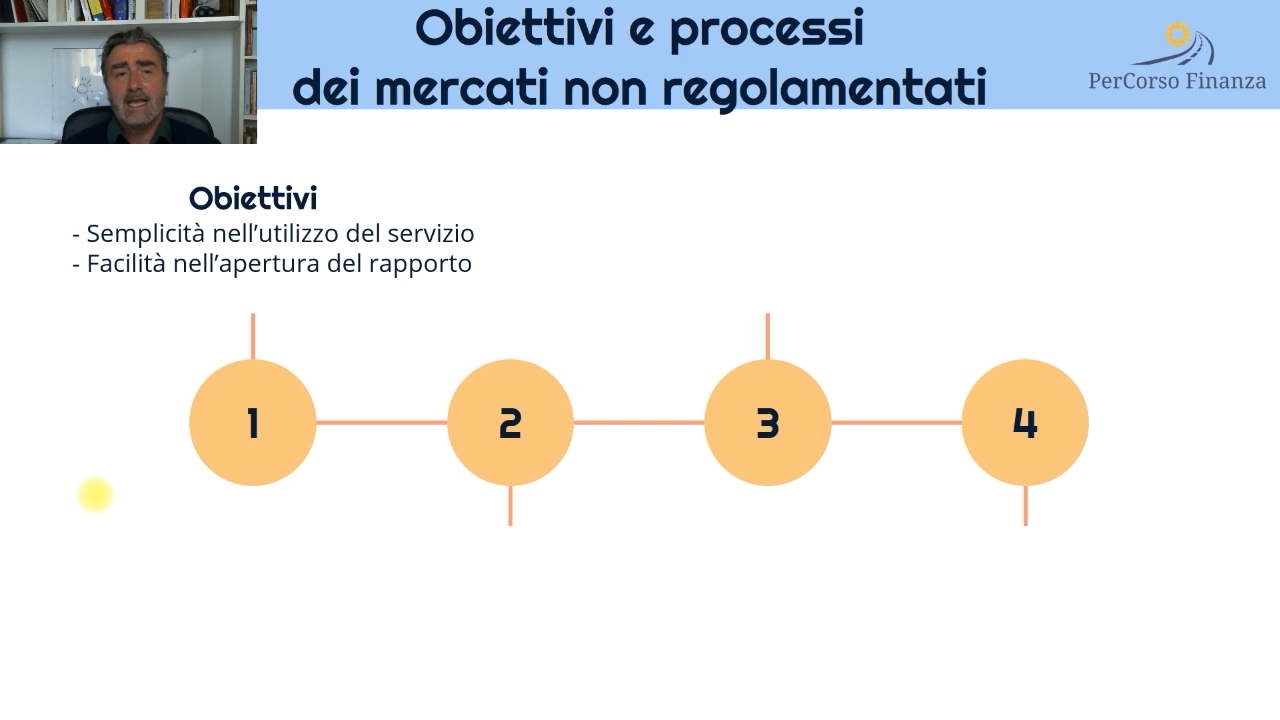 Obiettivi e processi
dei mercati non regolamentati
PerCorso Finanza
Obiettivi
- Semplicità nell’utilizzo del servizio
- Facilità nell’apertura del rapporto
1
2
3
4